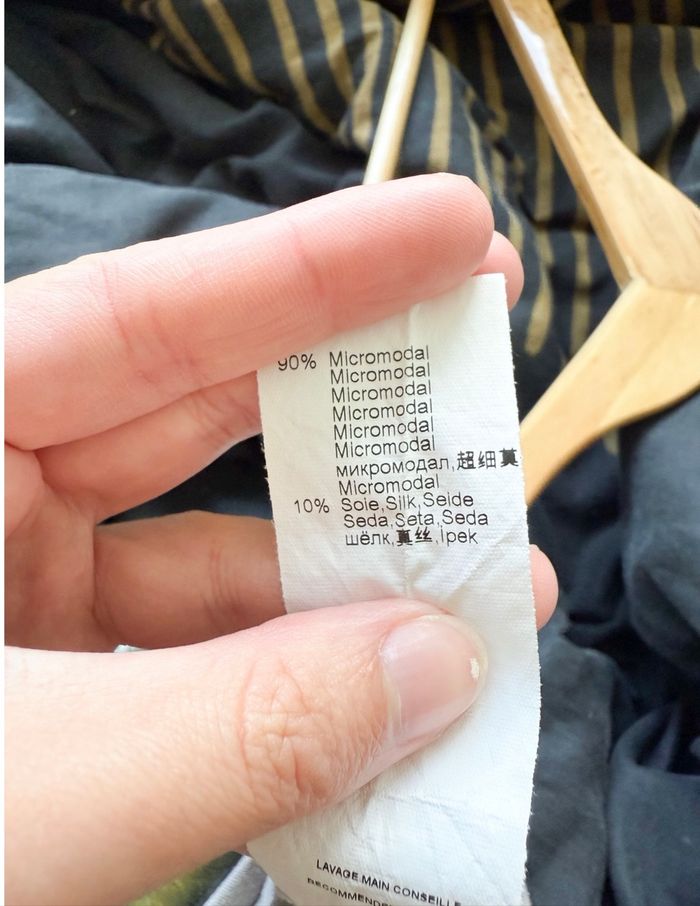 90% Micromodal
Micromodal
Micromodal
Micromodal
Micromodal
Micromodal
микромодал,超细莫
Micromodal
10% Soie,Silk,Seide
Seda,Seta,Seda
шёлк,真丝,İpek
LAVAGE MAIN CONSEILLE